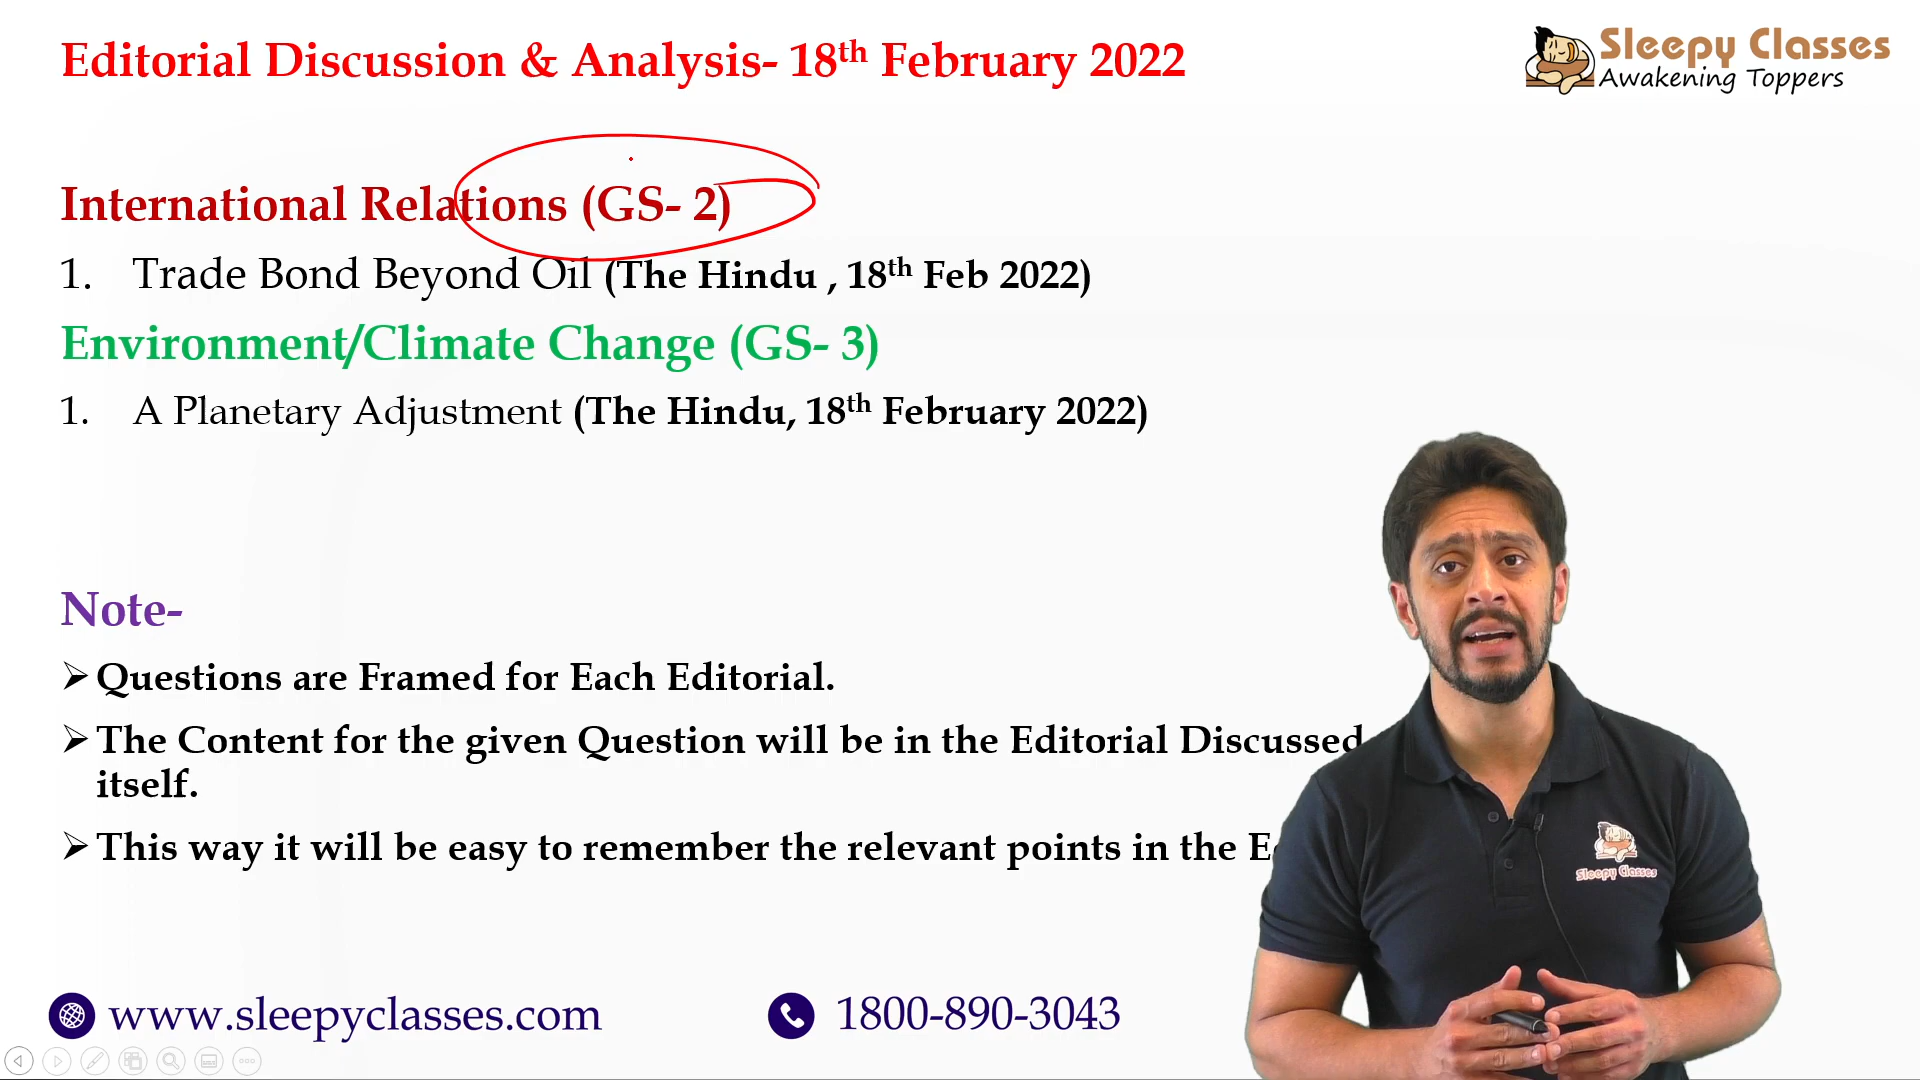 Editorial Discussion & Analysis- 18th February 2022
Sleepy Classes
Awakening Toppers
International Relations (GS- 2)
1. Trade Bond Beyond Oil (The Hindu , 18th Feb 2022)
Environment/Climate Change (GS- 3)
1. A Planetary Adjustment (The Hindu, 18th February 2022)
Note-
➢ Questions are Framed for Each Editorial.
➢ The Content for the given Question will be in the Editorial Discussed
itself.
➢ This way it will be easy to remember the relevant points in the
Sleepy Classes
www.sleepyclasses.com
1800-890-3043